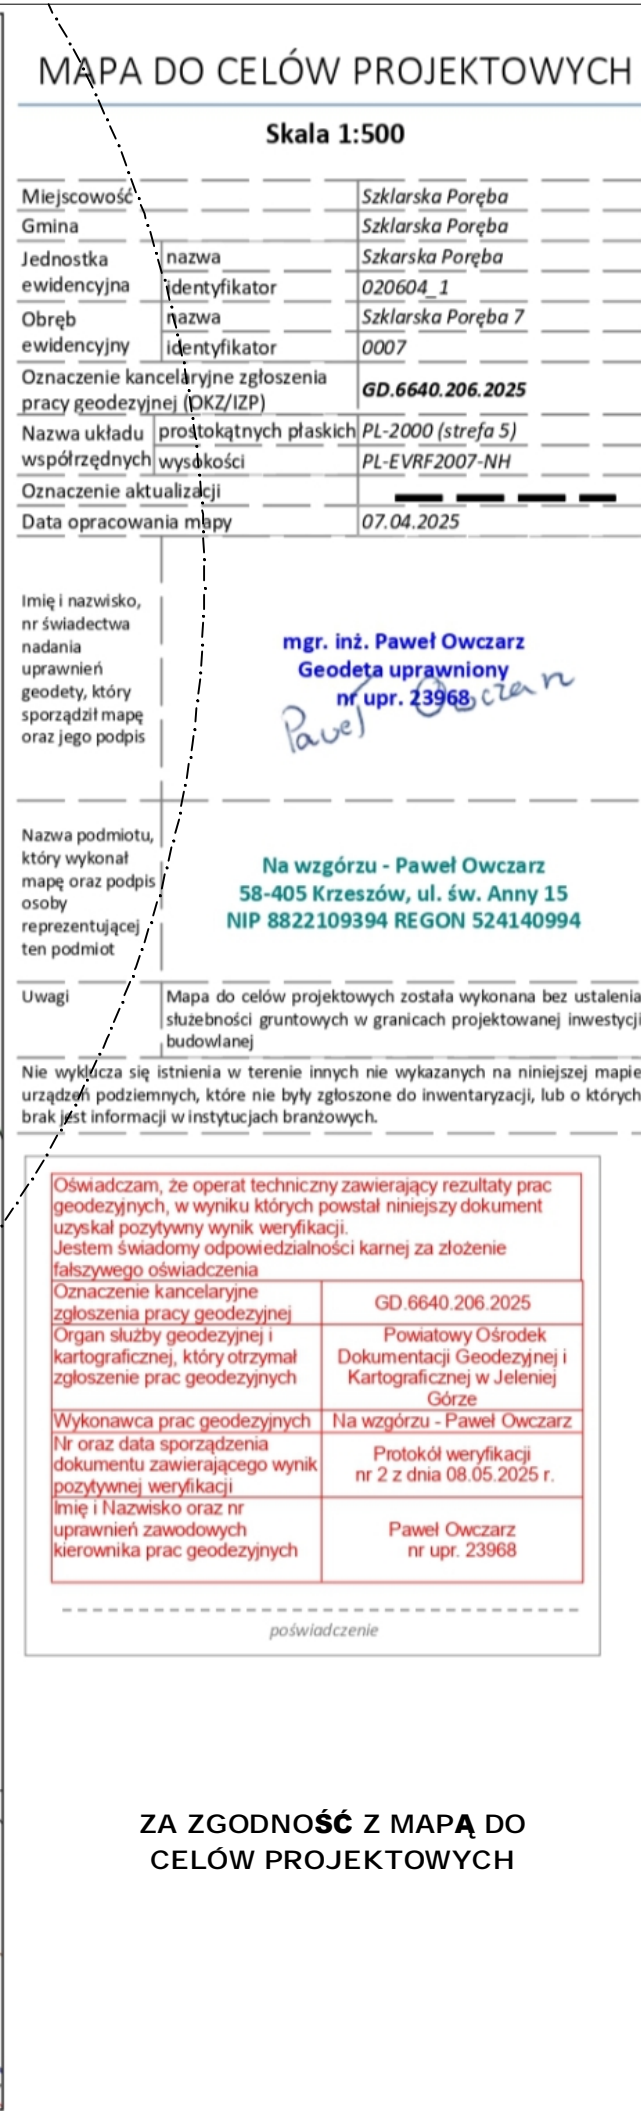 MAPA DO CELÓW PROJEKTOWYCH
Skala 1:500
Miejscowość Szklarska Poręba
Gmina Szklarska Poręba
Jednostka ewidencyjna nazwa Szkarska Poręba
identyfikator 020604_1
Obręb ewidencyjny nazwa Szklarska Poręba 7
identyfikator 0007
Oznaczenie kancelaryjne zgłoszenia
pracy geodezyjnej (OKZ/IZP) GD.6640.206.2025
Nazwa układu współrzędnych prostokątnych płaskich PL-2000 (strefa 5)
wysokości PL-EVRF2007-NH
Oznaczenie aktualizacji
Data opracowania mapy 07.04.2025
Imię i nazwisko,
nr świadectwa
nadania
uprawnień
geodety, który
sporządził mapę
oraz jego podpis
mgr. inż. Paweł Owczarz
Geodeta uprawniony
nr upr. 23968
Paweł Owczarz
Nazwa podmiotu,
który wykonał
mapę oraz podpis
osoby
reprezentującej
ten podmiot
Na wzgórzu - Paweł Owczarz
58-405 Krzeszów, ul. św. Anny 15
NIP 8822109394 REGON 524140994
Uwagi
Mapa do celów projektowych została wykonana bez ustalenia
służebności gruntowych w granicach projektowanej inwestycji
budowlanej
Nie wyklucza się istnienia w terenie innych nie wykazanych na niniejszej mapie
urządzeń podziemnych, które nie były zgłoszone do inwentaryzacji, lub o których
brak jest informacji w instytucjach branżowych.
Oświadczam, że operat techniczny zawierający rezultaty prac
geodezyjnych, w wyniku których powstał niniejszy dokument
uzyskał pozytywny wynik weryfikacji.
Jestem świadomy odpowiedzialności karnej za złożenie
fałszywego oświadczenia
Oznaczenie kancelaryjne
zgłoszenia pracy geodezyjnej
GD.6640.206.2025
Organ służby geodezyjnej i
kartograficznej, który otrzymał
zgłoszenie prac geodezyjnych
Powiatowy Ośrodek
Dokumentacji Geodezyjnej i
Kartograficznej w Jeleniej
Górze
Wykonawca prac geodezyjnych Na wzgórzu - Paweł Owczarz
Nr oraz data sporządzenia
dokumentu zawierającego wynik
pozytywnej weryfikacji
Protokół weryfikacji
nr 2 z dnia 08.05.2025 r.
Imię i Nazwisko oraz nr
uprawnień zawodowych
kierownika prac geodezyjnych
Paweł Owczarz
nr upr. 23968
poświadczenie
ZA ZGODNOŚĆ Z MAPĄ DO
CELÓW PROJEKTOWYCH